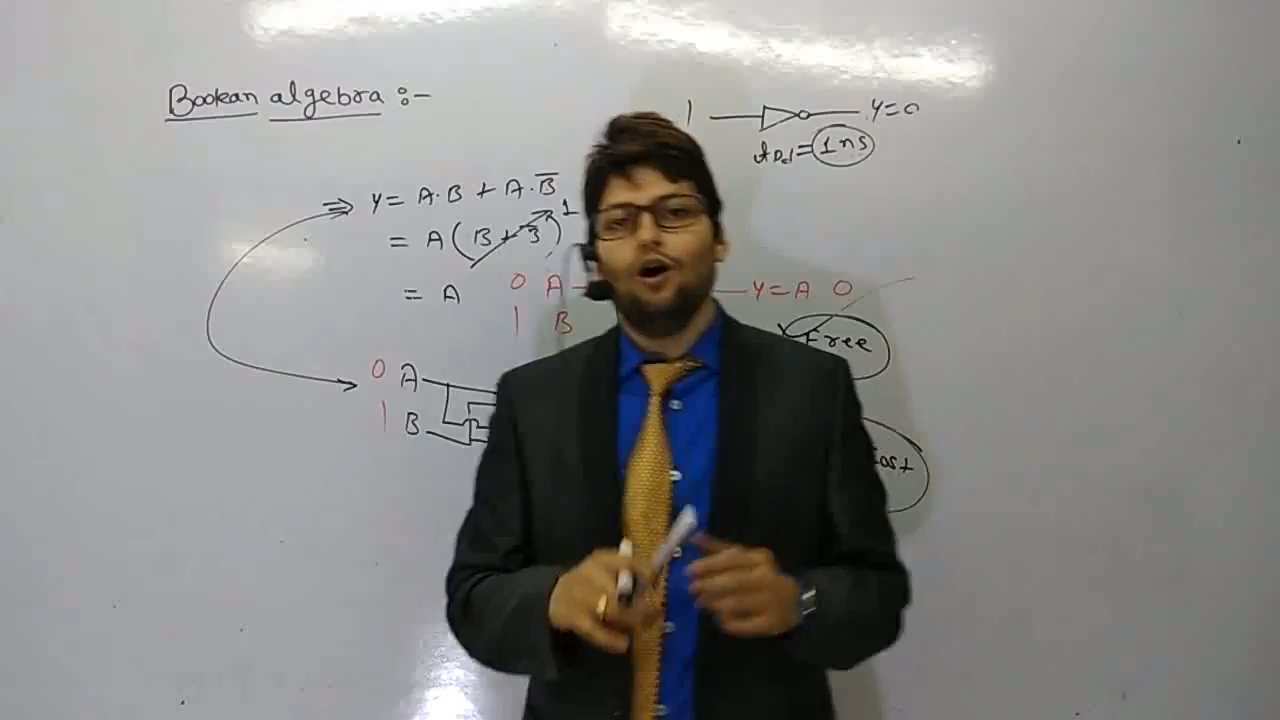 Boolean algebra :-
1 Y=0
tpd = 1ns
⇒ Y = A·B + A·B̅
= A(B + B̅) 1
= A
0 A Y=A 0
1 B
Free
0 A
1 B